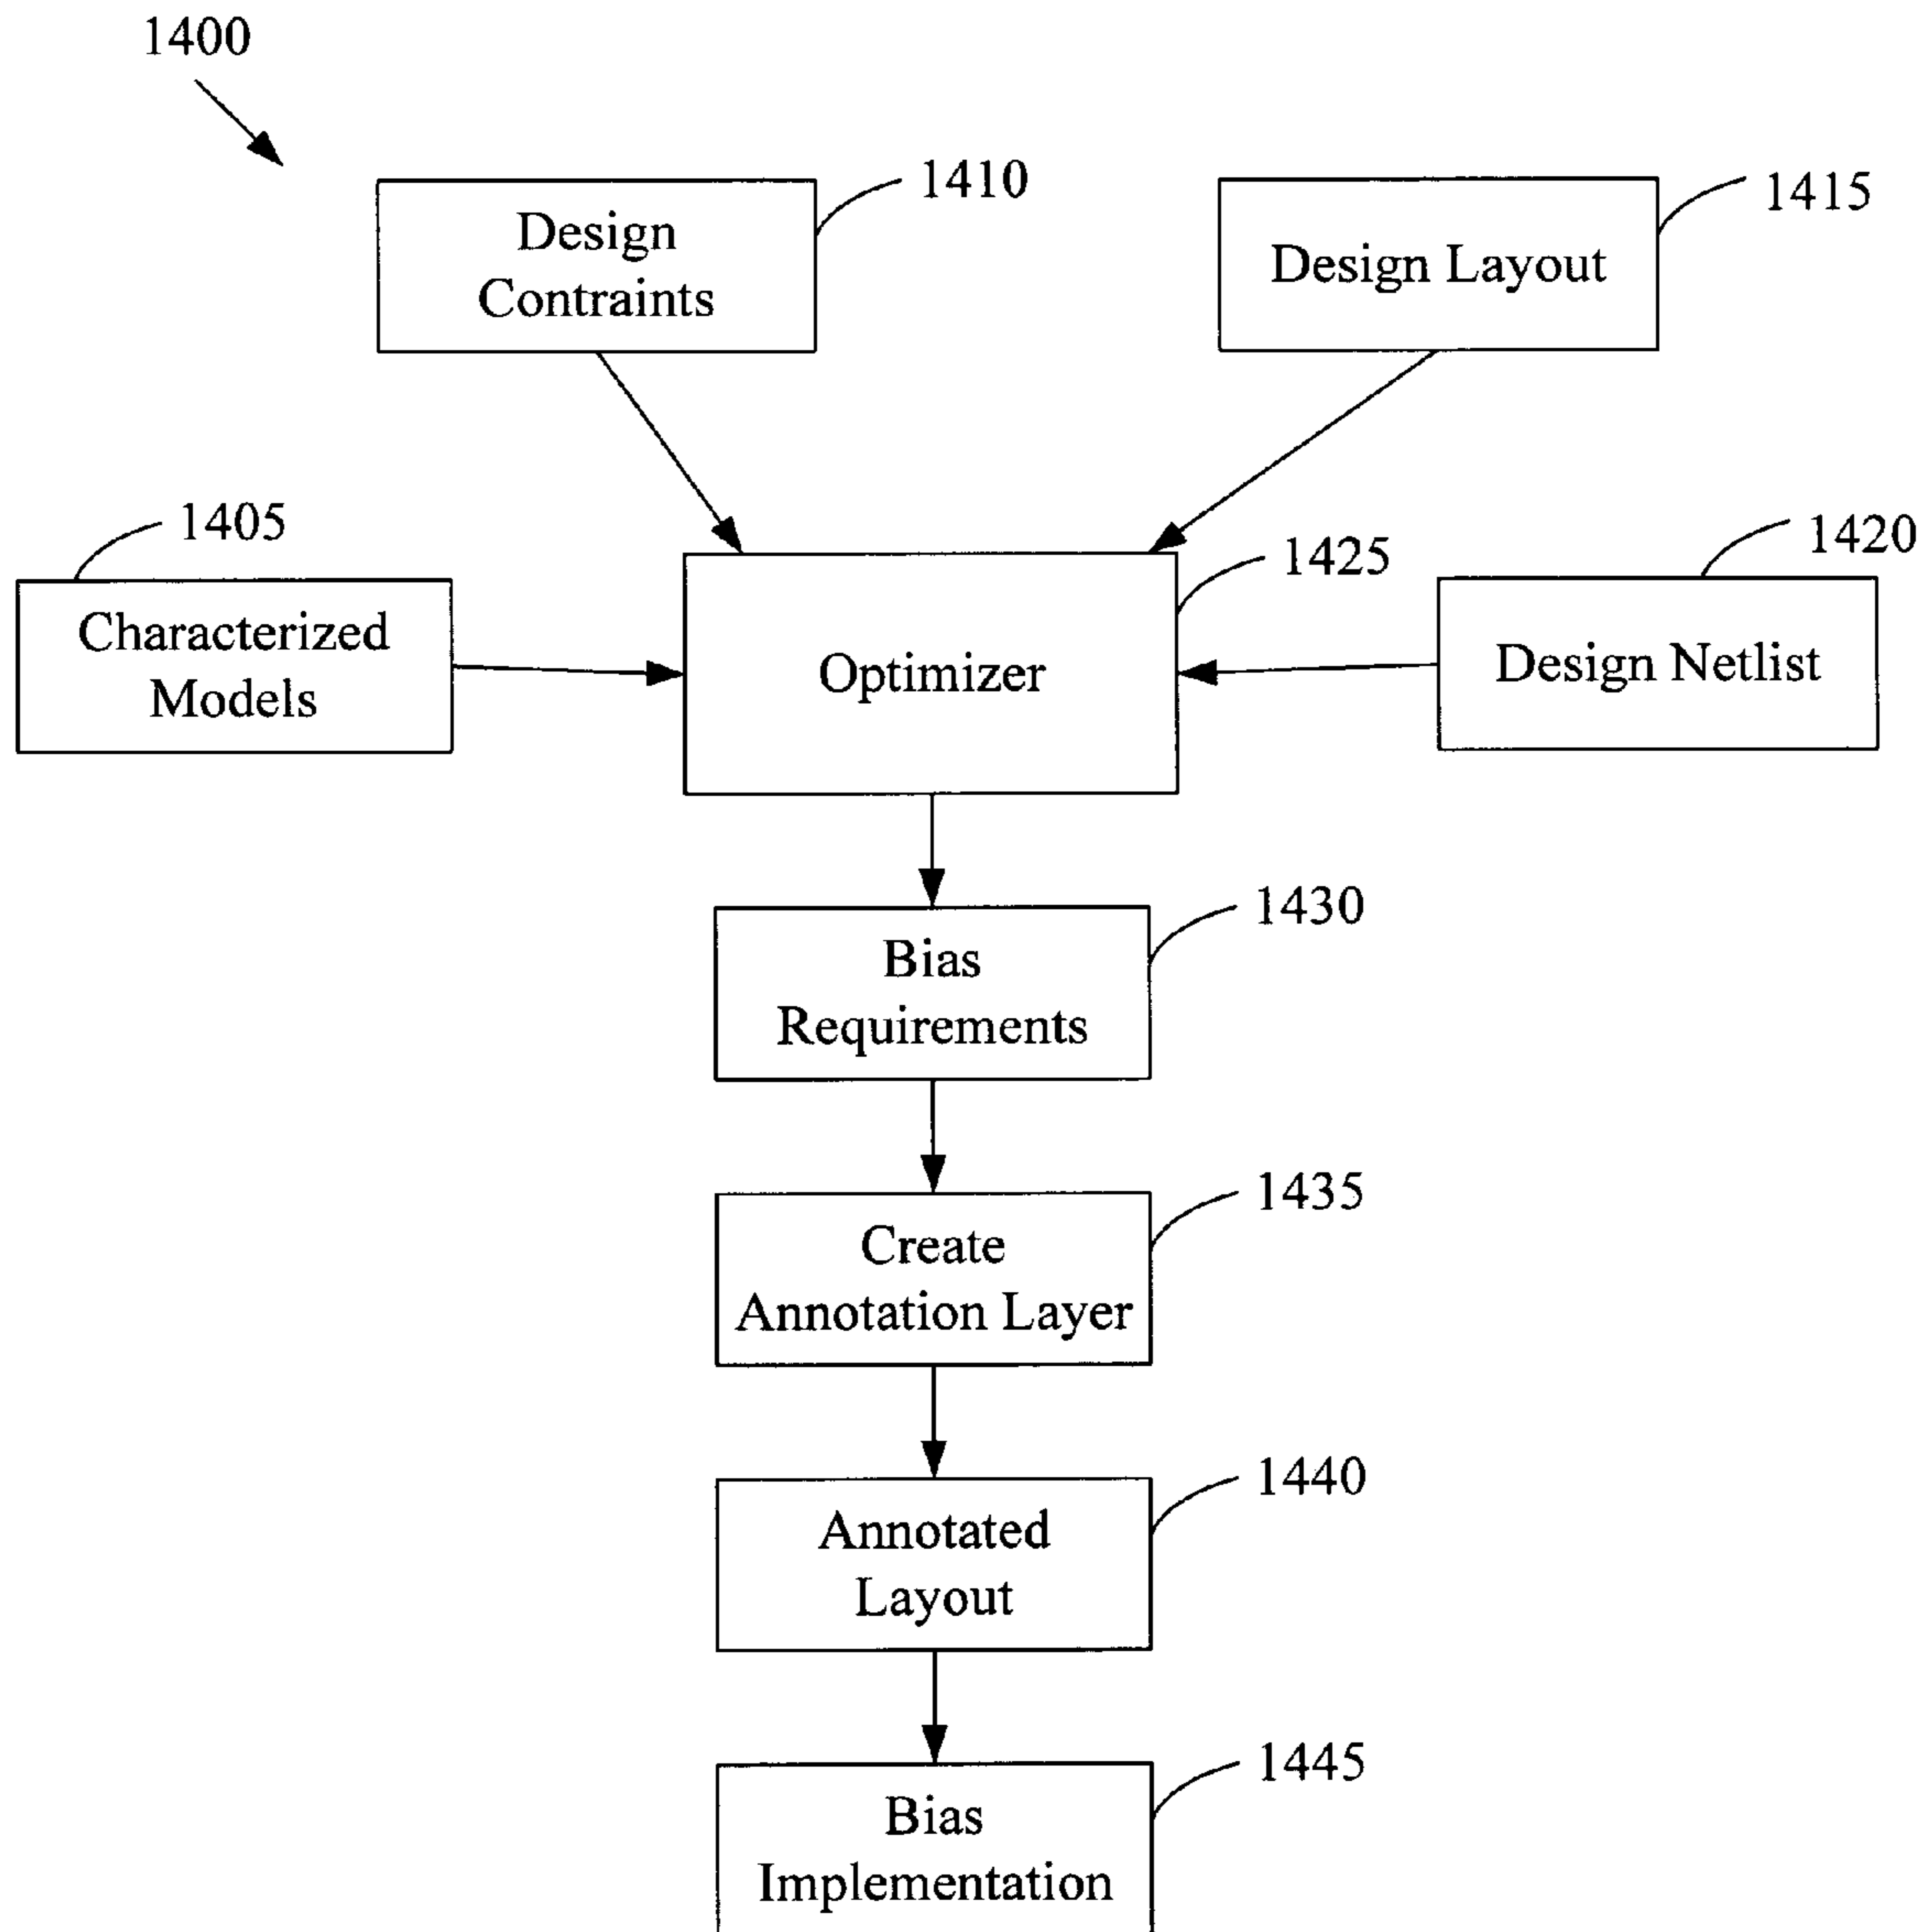 1400
1410
Design
Contraints
1415
Design Layout
1405
Characterized
Models
1425
Optimizer
1420
Design Netlist
1430
Bias
Requirements
1435
Create
Annotation Layer
1440
Annotated
Layout
1445
Bias
Implementation